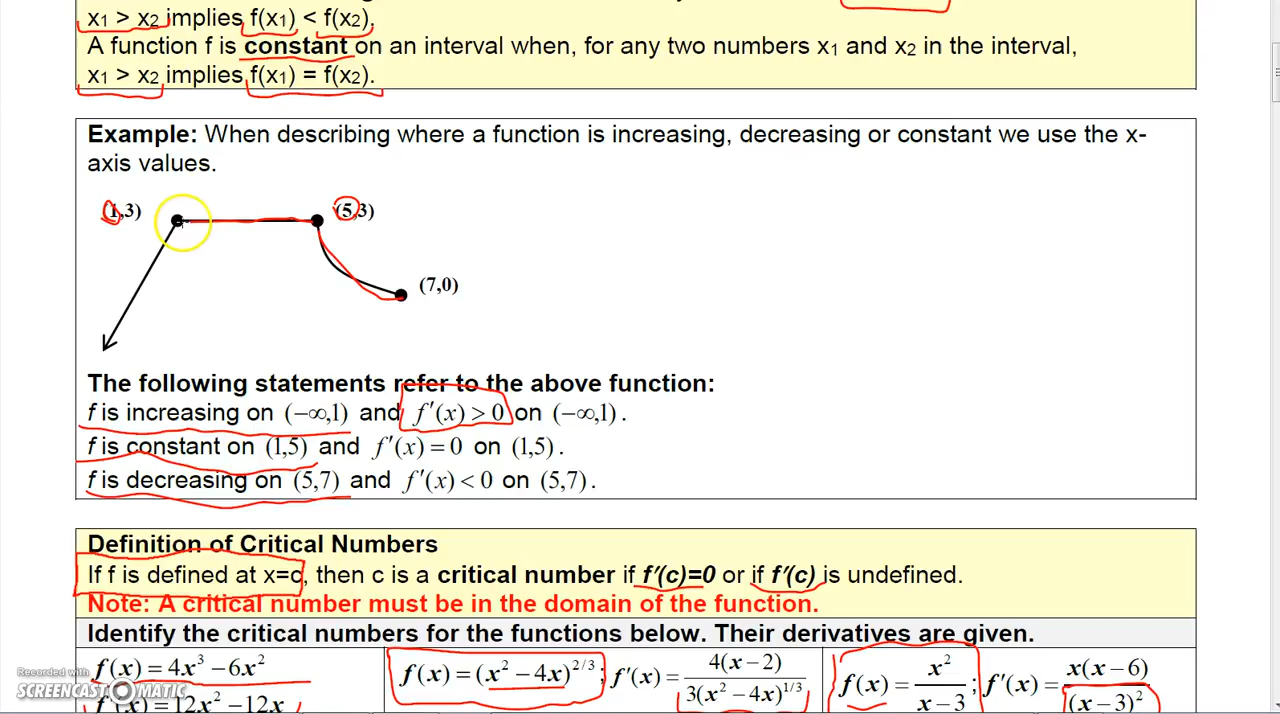 x1 > x2 implies f(x1) < f(x2).
A function f is constant on an interval when, for any two numbers x1 and x2 in the interval,
x1 > x2 implies f(x1) = f(x2).
Example: When describing where a function is increasing, decreasing or constant we use the x-
axis values.
(1,3) (5,3)
(7,0)
The following statements refer to the above function:
f is increasing on (−∞,1) and f′(x) > 0 on (−∞,1).
f is constant on (1,5) and f′(x) = 0 on (1,5).
f is decreasing on (5,7) and f′(x) < 0 on (5,7).
Definition of Critical Numbers
If f is defined at x=c, then c is a critical number if f′(c)=0 or if f′(c) is undefined.
Note: A critical number must be in the domain of the function.
Identify the critical numbers for the functions below. Their derivatives are given.
f(x) = 4x³ − 6x² f(x) = (x² − 4x)^{2/3}; f′(x) = 4(x − 2) / 3(x² − 4x)^{1/3} f(x) = x² / x − 3; f′(x) = x(x − 6) / (x − 3)²
f′(x) = 12x² − 12x
Recorded with
SCREENCAST-O-MATIC